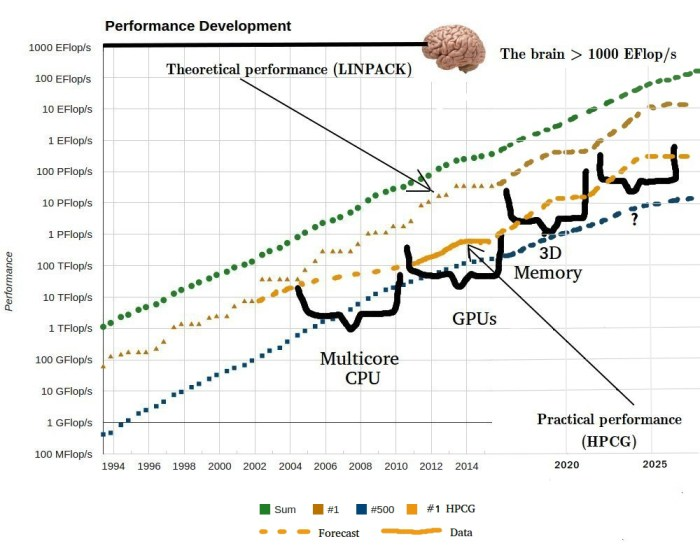 Performance Development
1000 EFlop/s
The brain > 1000 EFlop/s
Theoretical performance (LINPACK)
100 EFlop/s
10 EFlop/s
1 EFlop/s
100 PFlop/s
10 PFlop/s
?
1 PFlop/s
3D
Memory
100 TFlop/s
10 TFlop/s
GPUs
1 TFlop/s
Multicore
CPU
100 GFlop/s
10 GFlop/s
Practical performance
(HPCG)
1 GFlop/s
100 MFlop/s
Performance
1994 1996 1998 2000 2002 2004 2006 2008 2010 2012 2014 2020 2025
Sum #1 #500 #1 HPCG
Forecast Data